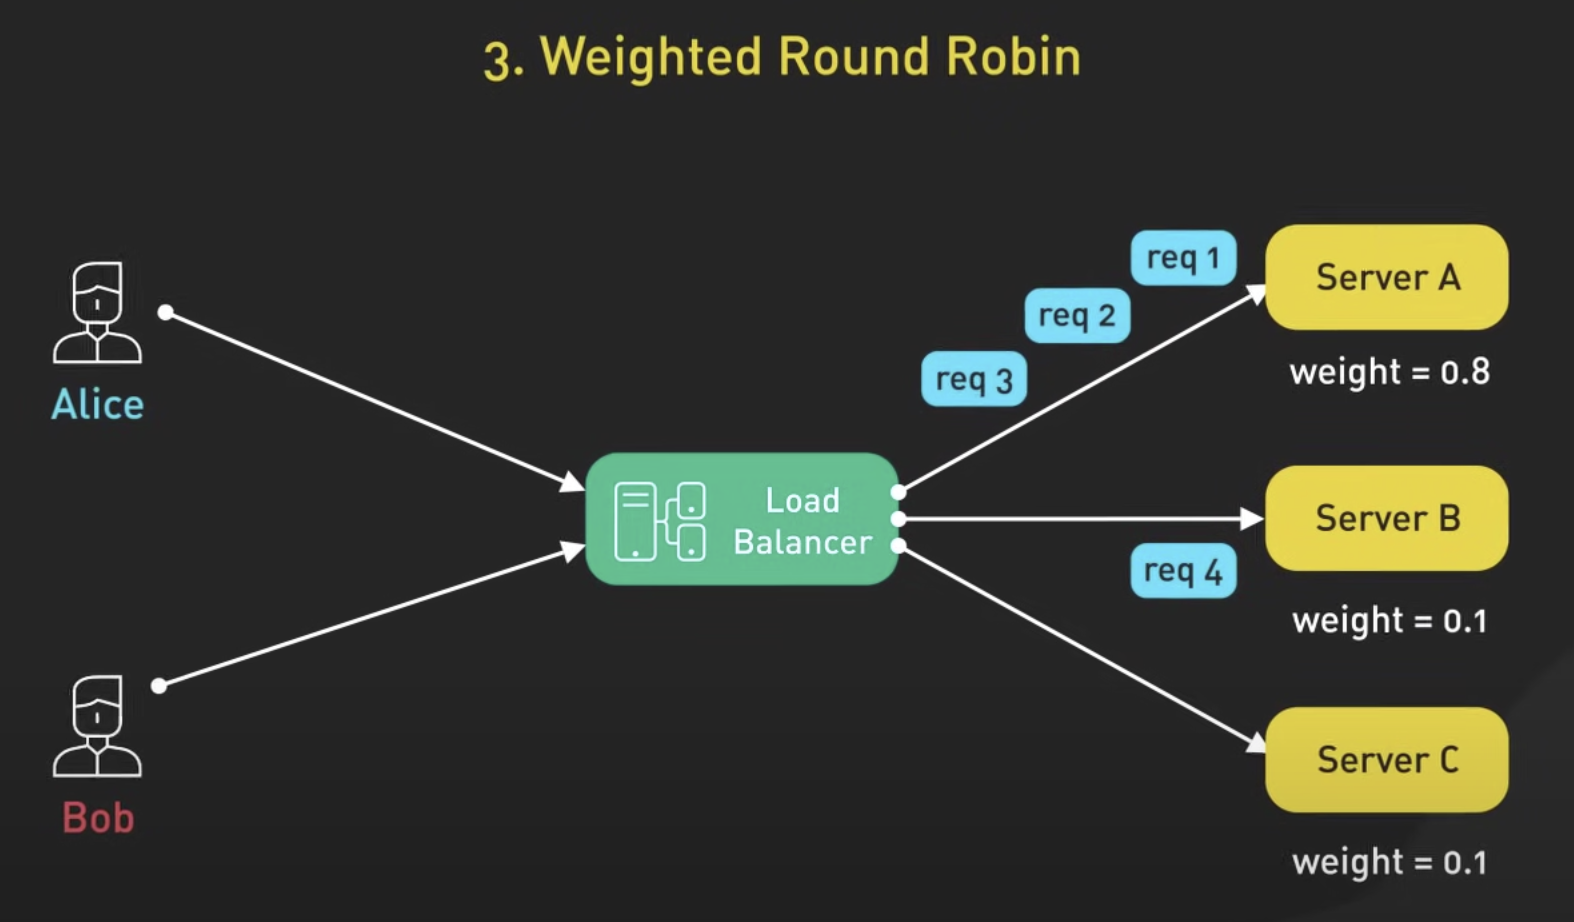 3. Weighted Round Robin
req 1
Server A
req 2
req 3
weight = 0.8
Alice
Load
Balancer
Server B
req 4
weight = 0.1
Bob
Server C
weight = 0.1